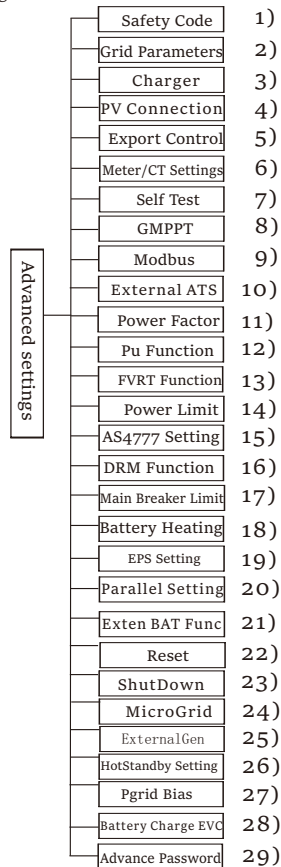 Safety Code 1)
Grid Parameters 2)
Charger 3)
PV Connection 4)
Export Control 5)
Meter/CT Settings 6)
Self Test 7)
GMPPT 8)
Modbus 9)
External ATS 10)
Power Factor 11)
Pu Function 12)
FVRT Function 13)
Power Limit 14)
AS4777 Setting 15)
DRM Function 16)
Main Breaker Limit 17)
Battery Heating 18)
EPS Setting 19)
Parallel Setting 20)
Exten BAT Func 21)
Reset 22)
ShutDown 23)
MicroGrid 24)
ExternalGen 25)
HotStandby Setting 26)
Pgrid Bias 27)
Battery Charge EVC 28)
Advance Password 29)
Advanced settings